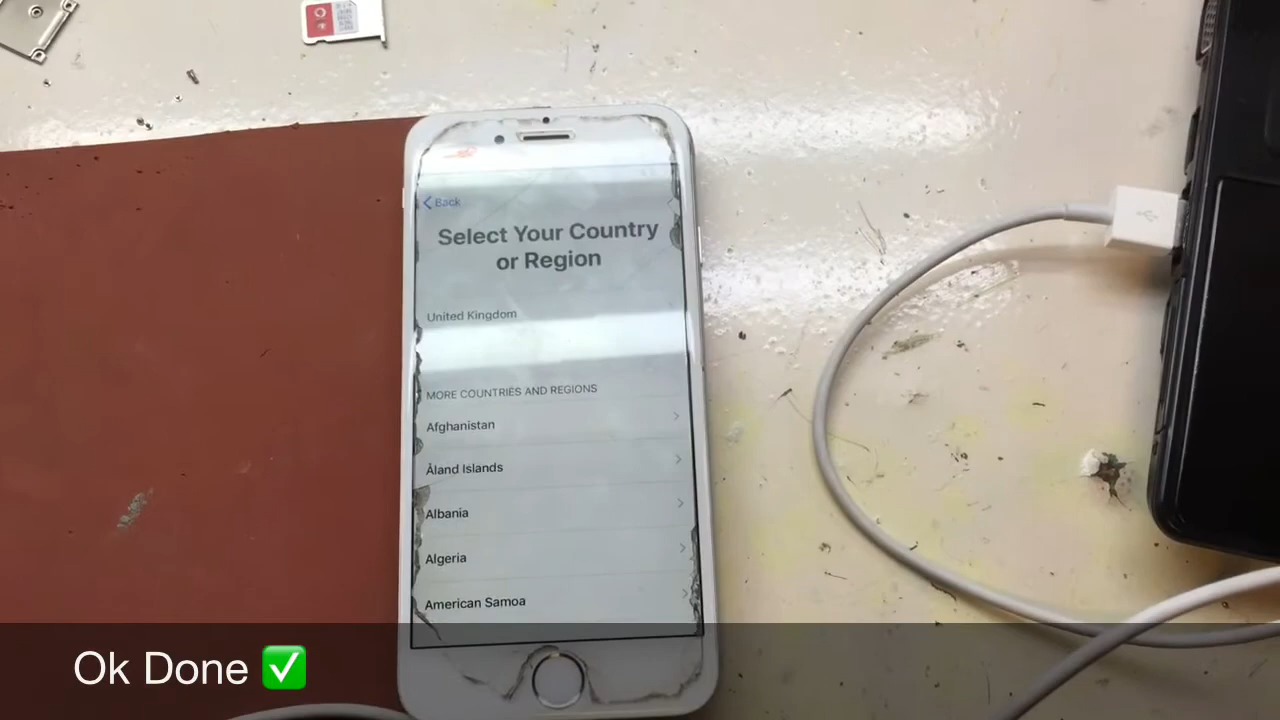 Back
Select Your Country
or Region
United Kingdom
MORE COUNTRIES AND REGIONS
Afghanistan
Åland Islands
Albania
Algeria
American Samoa
Ok Done ✅